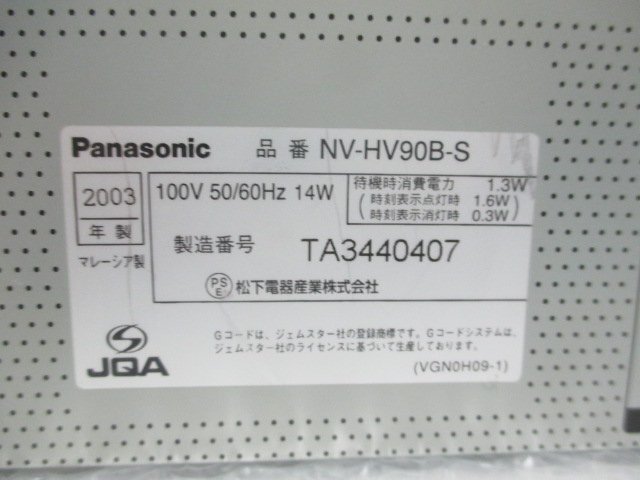 Panasonic 品番 NV-HV90B-S
2003
年製
マレーシア製
100V 50/60Hz 14W
待機時消費電力 1.3W
(時刻表示点灯時 1.6W
時刻表示消灯時 0.3W)
製造番号 TA3440407
PS
E
松下電器産業株式会社
JQA
Gコードは、ジェムスター社の登録商標です。Gコードシステムは、
ジェムスター社のライセンスに基づいて生産しております。
(VGN0H09-1)